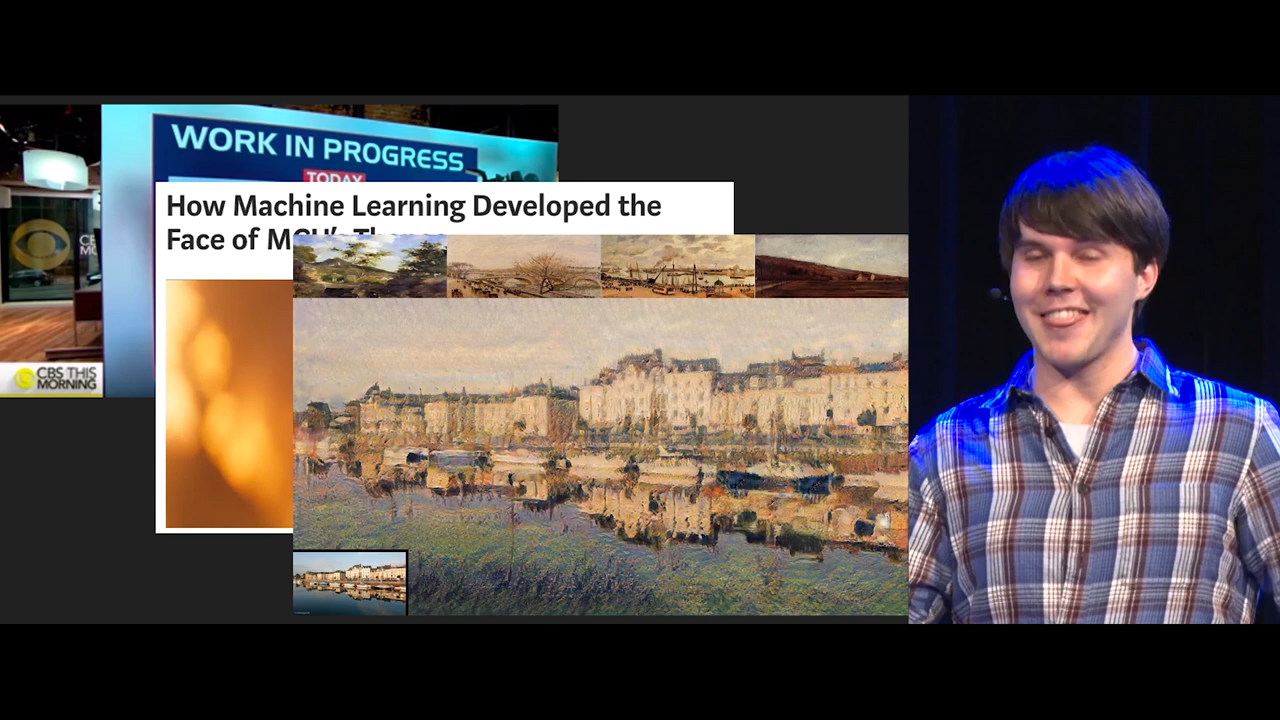 WORK IN PROGRESS
TODAY
How Machine Learning Developed the
Face of
CBS THIS
MORNING